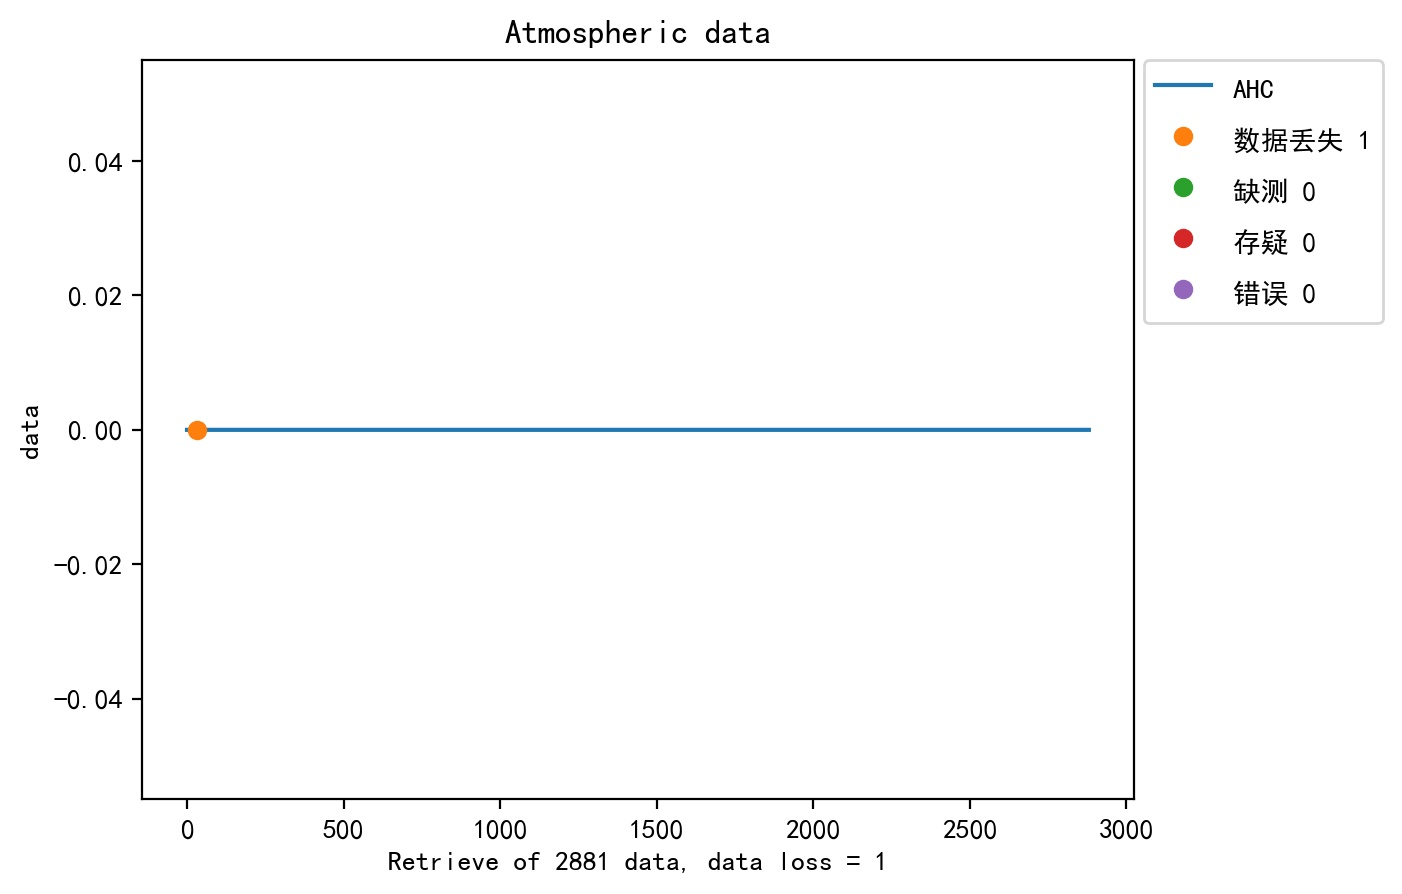 Atmospheric data
AHC
数据丢失 1
缺测 0
存疑 0
错误 0
data
0.04
0.02
0.00
−0.02
−0.04
0 500 1000 1500 2000 2500 3000
Retrieve of 2881 data, data loss = 1